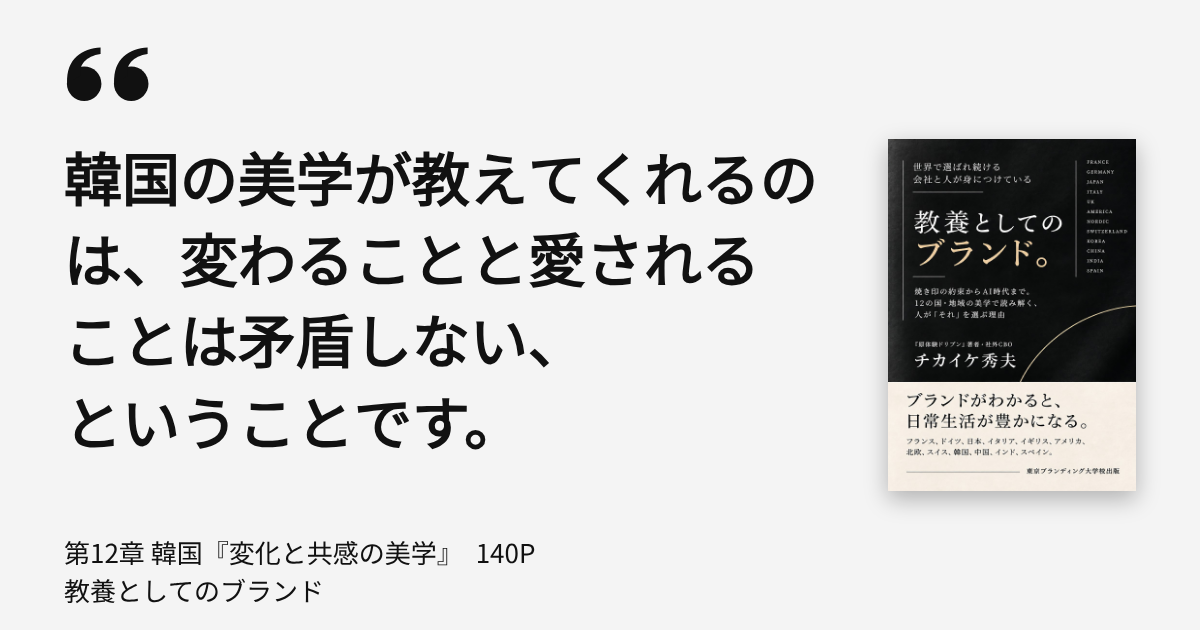 “
韓国の美学が教えてくれるの
は、変わることと愛される
ことは矛盾しない、
ということです。
第12章 韓国『変化と共感の美学』 140P
教養としてのブランド
世界で選ばれ続ける
会社と人が身につけている
教養としての
ブランド。
焼き印の約束からAI時代まで。
12の国・地域の美学で読み解く、
人が「それ」を選ぶ理由
『原体験ドリブン』著者・社外CBO
チカイケ秀夫
FRANCE
GERMANY
JAPAN
ITALY
UK
AMERICA
NORDIC
SWITZERLAND
KOREA
CHINA
INDIA
SPAIN
ブランドがわかると、
日常生活が豊かになる。
フランス、ドイツ、日本、イタリア、イギリス、アメリカ、
北欧、スイス、韓国、中国、インド、スペイン。
東京ブランディング大学校出版